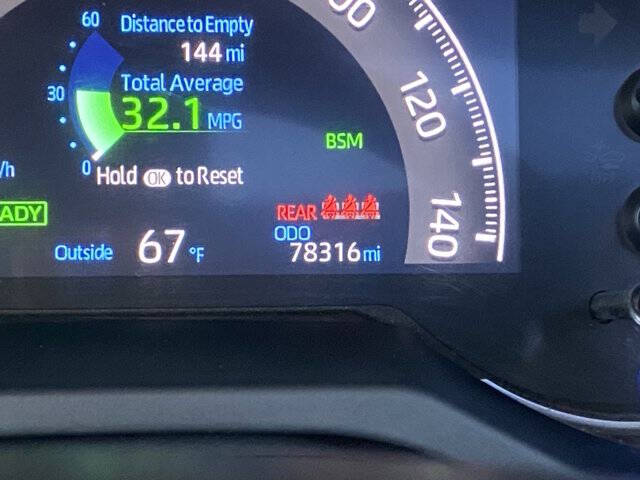 60 Distance to Empty
144 mi
Total Average
30 32.1 MPG
120
BSM
/h
0 Hold OK to Reset
ADY
REAR
140
ODO
Outside 67 °F 78316 mi